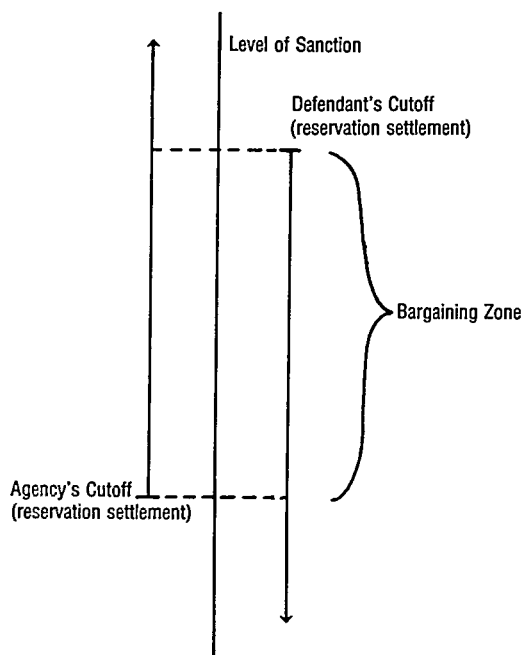 Level of Sanction
Defendant's Cutoff
(reservation settlement)
Bargaining Zone
Agency's Cutoff
(reservation settlement)